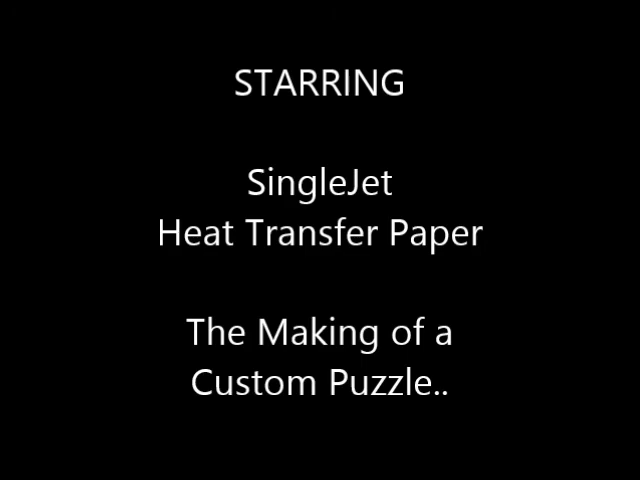 STARRING
SingleJet
Heat Transfer Paper
The Making of a
Custom Puzzle..